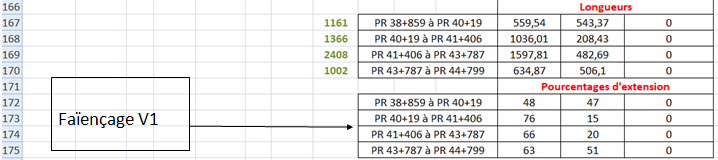 166 Longueurs
167 1161 PR 38+859 à PR 40+19 559,54 543,37 0
168 1366 PR 40+19 à PR 41+406 1036,01 208,43 0
169 2408 PR 41+406 à PR 43+787 1597,81 482,69 0
170 1002 PR 43+787 à PR 44+799 634,87 506,1 0
171 Pourcentages d'extension
172 PR 38+859 à PR 40+19 48 47 0
173 PR 40+19 à PR 41+406 76 15 0
174 PR 41+406 à PR 43+787 66 20 0
175 PR 43+787 à PR 44+799 63 51 0
Faïençage V1